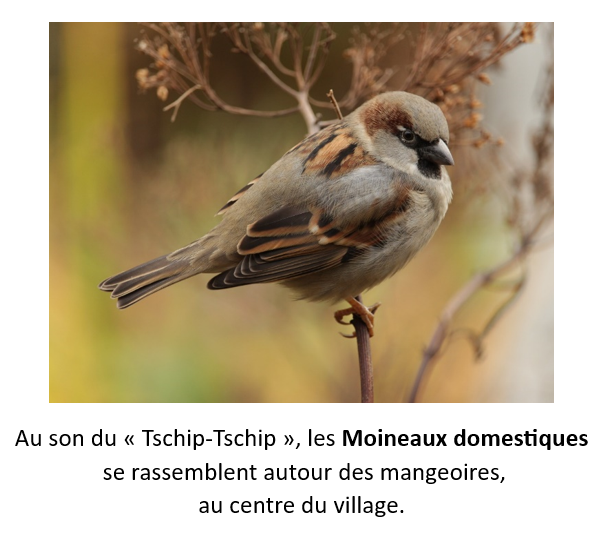 Au son du « Tschip-Tschip », les Moineaux domestiques
se rassemblent autour des mangeoires,
au centre du village.